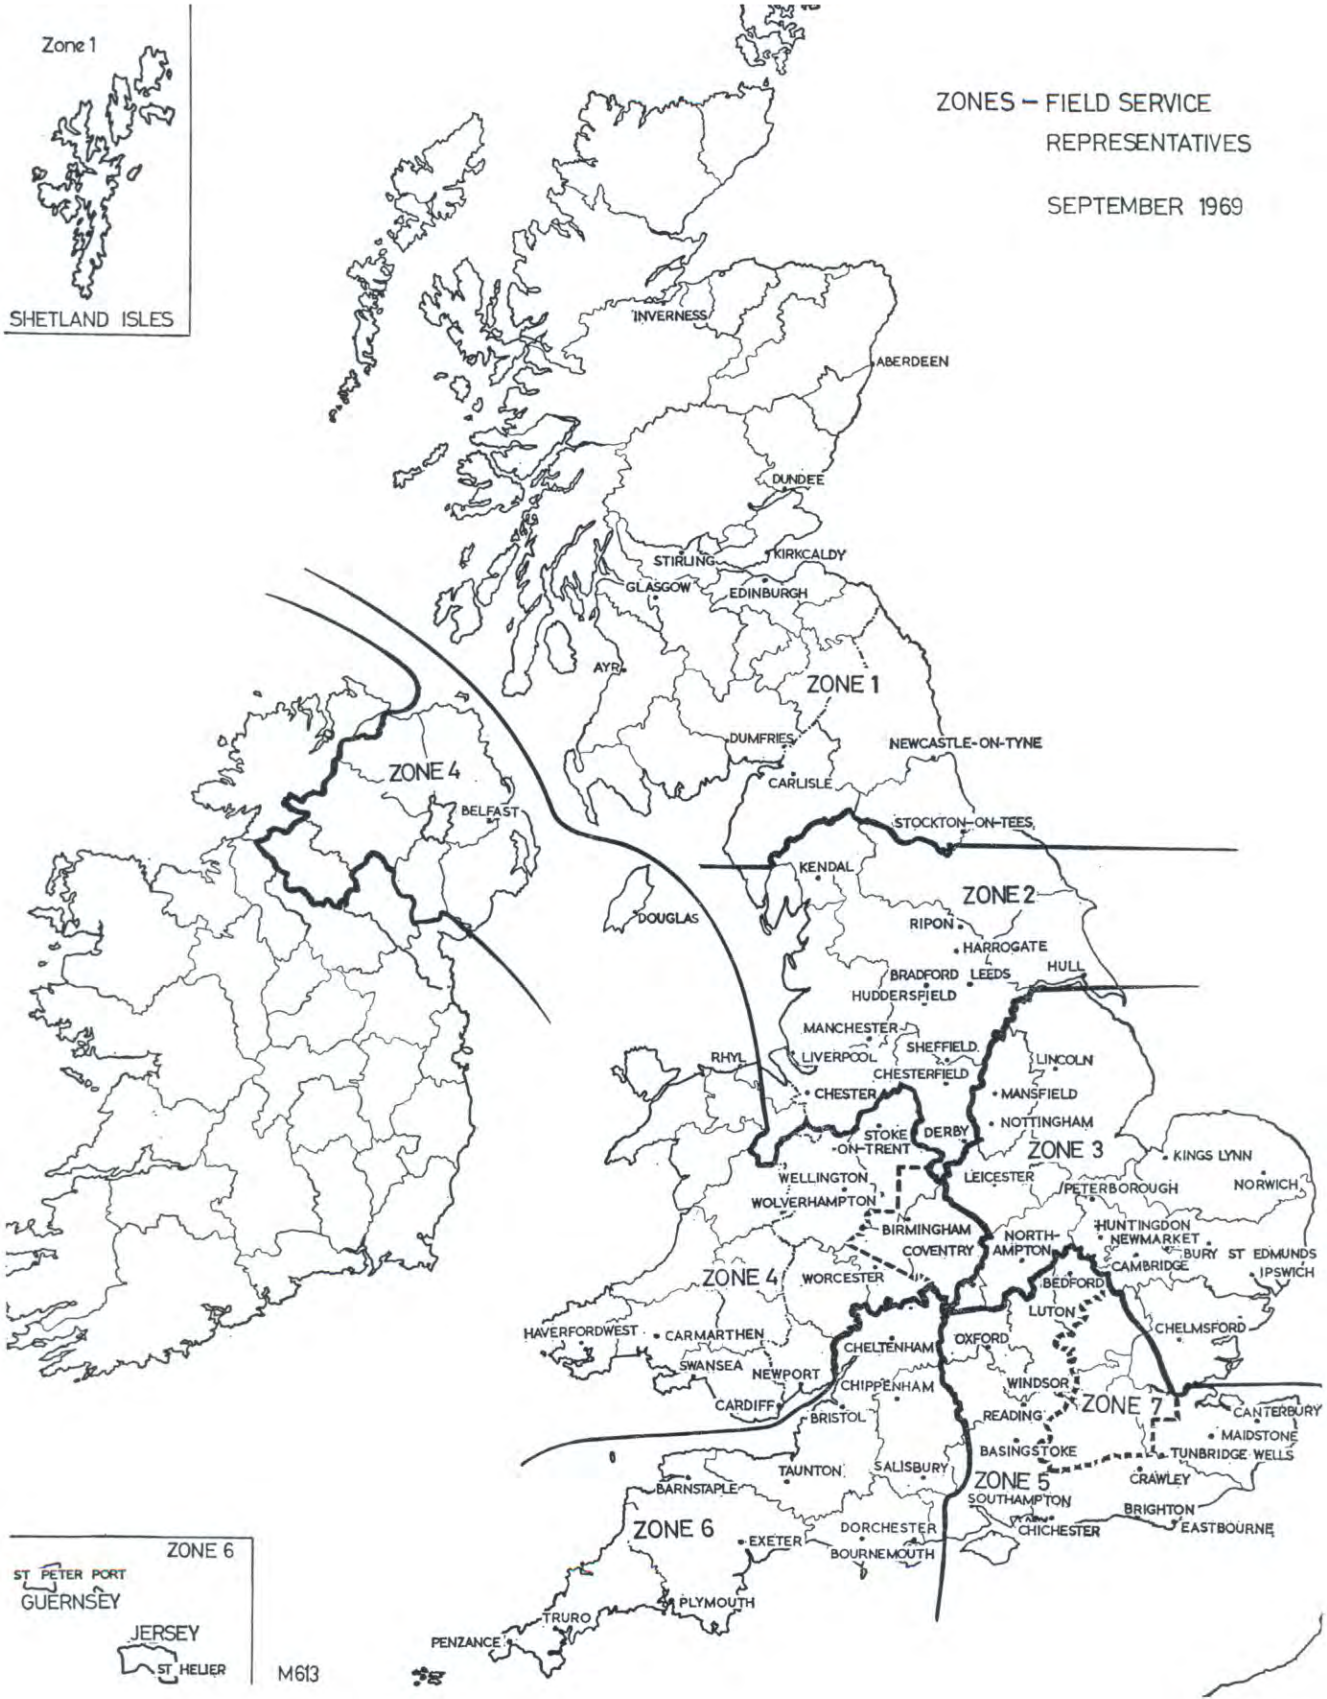 Zone 1
SHETLAND ISLES
ZONES – FIELD SERVICE
REPRESENTATIVES
SEPTEMBER 1969
INVERNESS
ABERDEEN
DUNDEE
STIRLING
KIRKCALDY
GLASGOW
EDINBURGH
AYR
ZONE 1
DUMFRIES
NEWCASTLE-ON-TYNE
ZONE 4
CARLISLE
BELFAST
STOCKTON-ON-TEES
KENDAL
ZONE 2
DOUGLAS
RIPON
HARROGATE
BRADFORD
LEEDS
HULL
HUDDERSFIELD
MANCHESTER
SHEFFIELD
RHYL
LIVERPOOL
LINCOLN
CHESTERFIELD
CHESTER
MANSFIELD
NOTTINGHAM
STOKE
ON-TRENT
DERBY
ZONE 3
KINGS LYNN
WELLINGTON
LEICESTER
NORWICH
PETERBOROUGH
WOLVERHAMPTON
BIRMINGHAM
HUNTINGDON
NORTH-
AMPTON
NEWMARKET
COVENTRY
BURY ST EDMUNDS
CAMBRIDGE
IPSWICH
ZONE 4
WORCESTER
BEDFORD
LUTON
CHELMSFORD
HAVERFORDWEST
CARMARTHEN
CHELTENHAM
OXFORD
SWANSEA
NEWPORT
CHIPPENHAM
WINDSOR
CARDIFF
BRISTOL
READING
ZONE 7
CANTERBURY
MAIDSTONE
BASINGSTOKE
TUNBRIDGE WELLS
TAUNTON
SALISBURY
ZONE 5
CRAWLEY
BARNSTAPLE
SOUTHAMPTON
BRIGHTON
ZONE 6
DORCHESTER
CHICHESTER
EASTBOURNE
EXETER
BOURNEMOUTH
PLYMOUTH
TRURO
PENZANCE
ZONE 6
ST PETER PORT
GUERNSEY
JERSEY
ST HELIER
M613